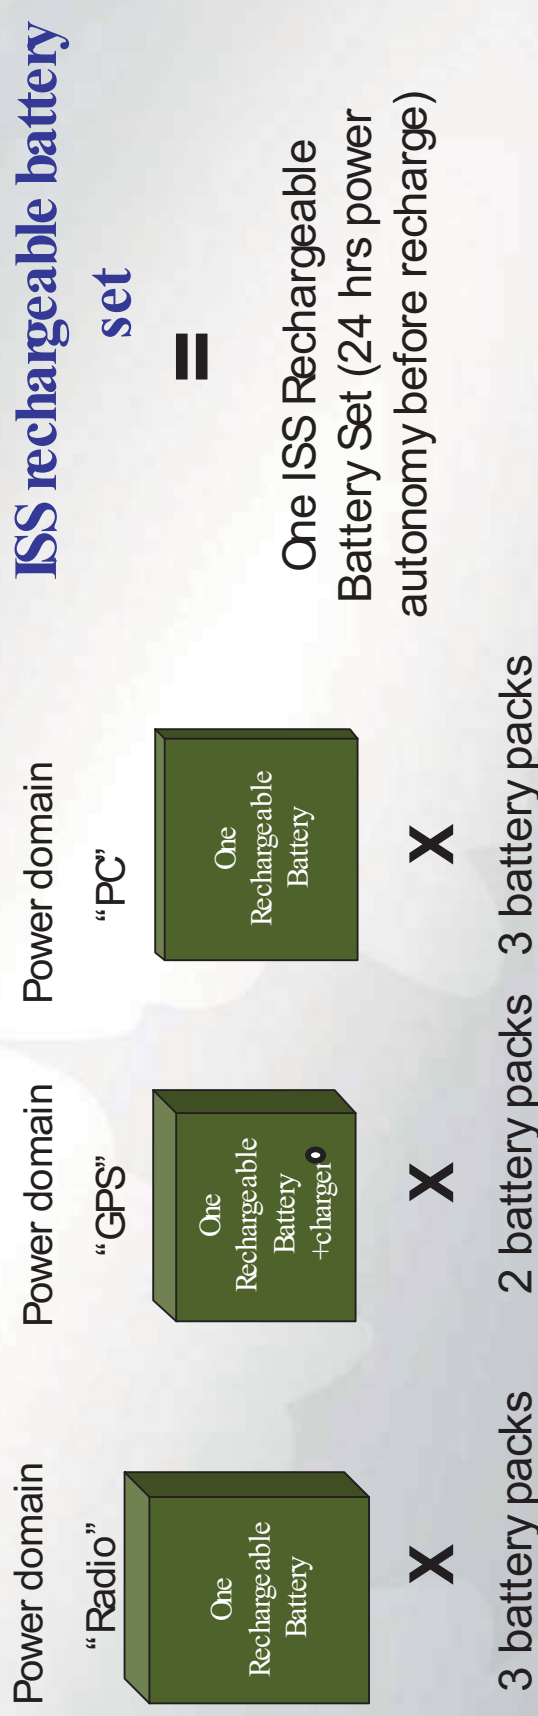 ISS rechargeable battery
set
Power domain
“Radio”
One
Rechargeable
Battery
X
3 battery packs
Power domain
“GPS”
One
Rechargeable
Battery
+charger
X
2 battery packs
Power domain
“PC”
One
Rechargeable
Battery
X
3 battery packs
=
One ISS Rechargeable
Battery Set (24 hrs power
autonomy before recharge)